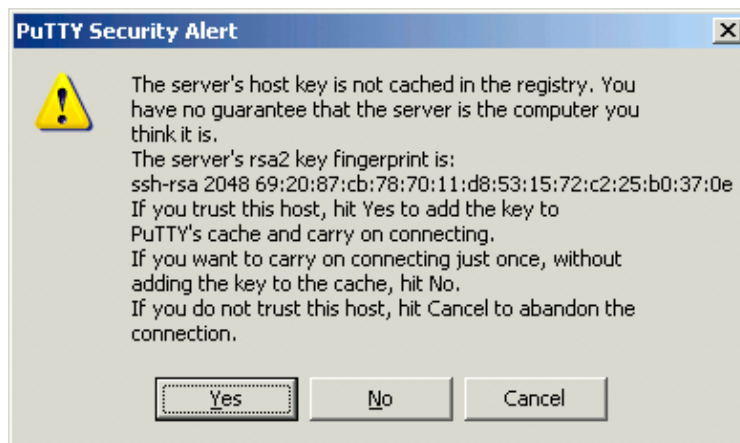 PuTTY Security Alert
The server's host key is not cached in the registry. You
have no guarantee that the server is the computer you
think it is.
The server's rsa2 key fingerprint is:
ssh-rsa 2048 69:20:87:cb:78:70:11:d8:53:15:72:c2:25:b0:37:0e
If you trust this host, hit Yes to add the key to
PuTTY's cache and carry on connecting.
If you want to carry on connecting just once, without
adding the key to the cache, hit No.
If you do not trust this host, hit Cancel to abandon the
connection.
Yes No Cancel